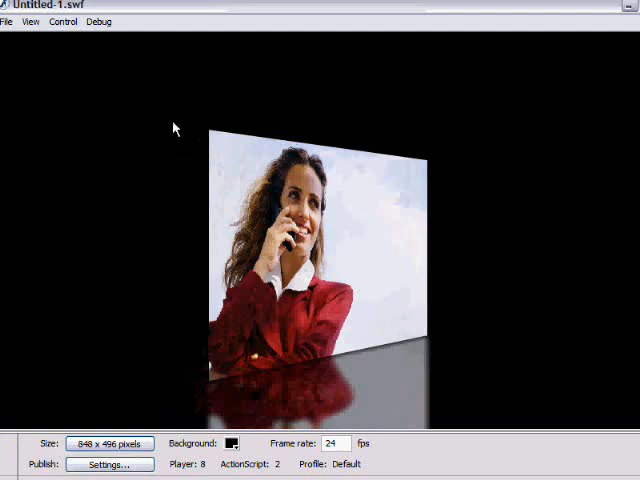 Untitled-1.swf
File View Control Debug
Size: 848 x 496 pixels Background: Frame rate: 24 fps
Publish: Settings... Player: 8 ActionScript: 2 Profile: Default